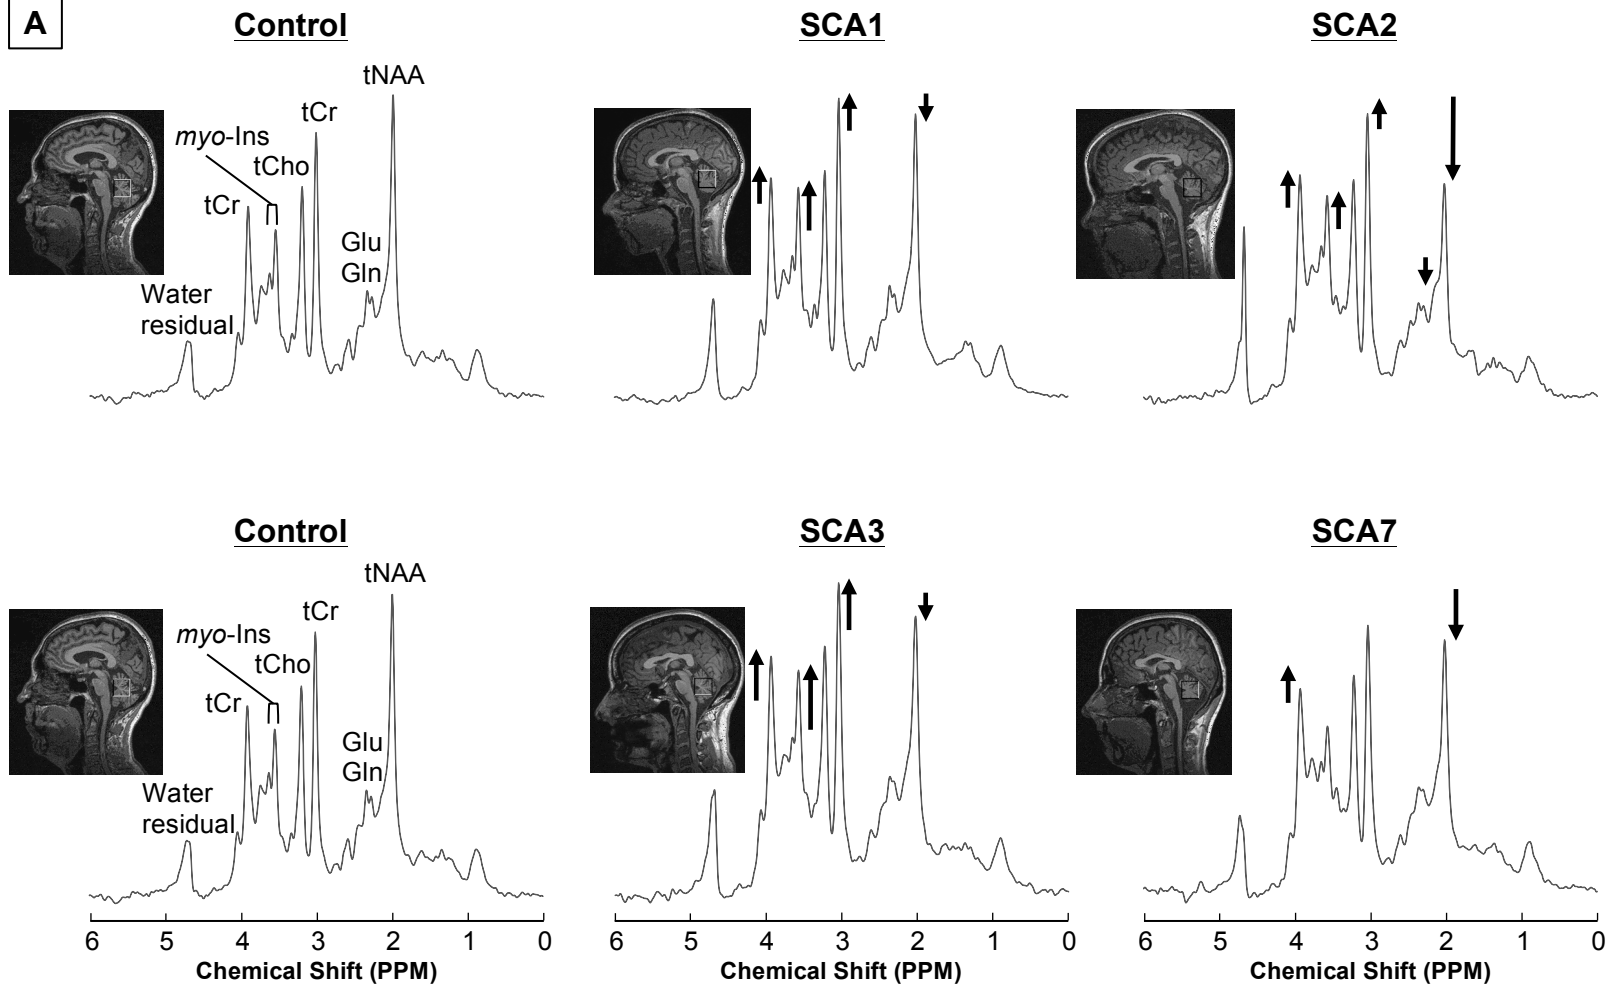 A
Control
SCA1
SCA2
tNAA
tCr
myo-Ins
tCho
tCr
Glu
Gln
Water
residual
Control
SCA3
SCA7
tNAA
tCr
myo-Ins
tCho
tCr
Glu
Gln
Water
residual
6 5 4 3 2 1 0
6 5 4 3 2 1 0
6 5 4 3 2 1 0
Chemical Shift (PPM)
Chemical Shift (PPM)
Chemical Shift (PPM)